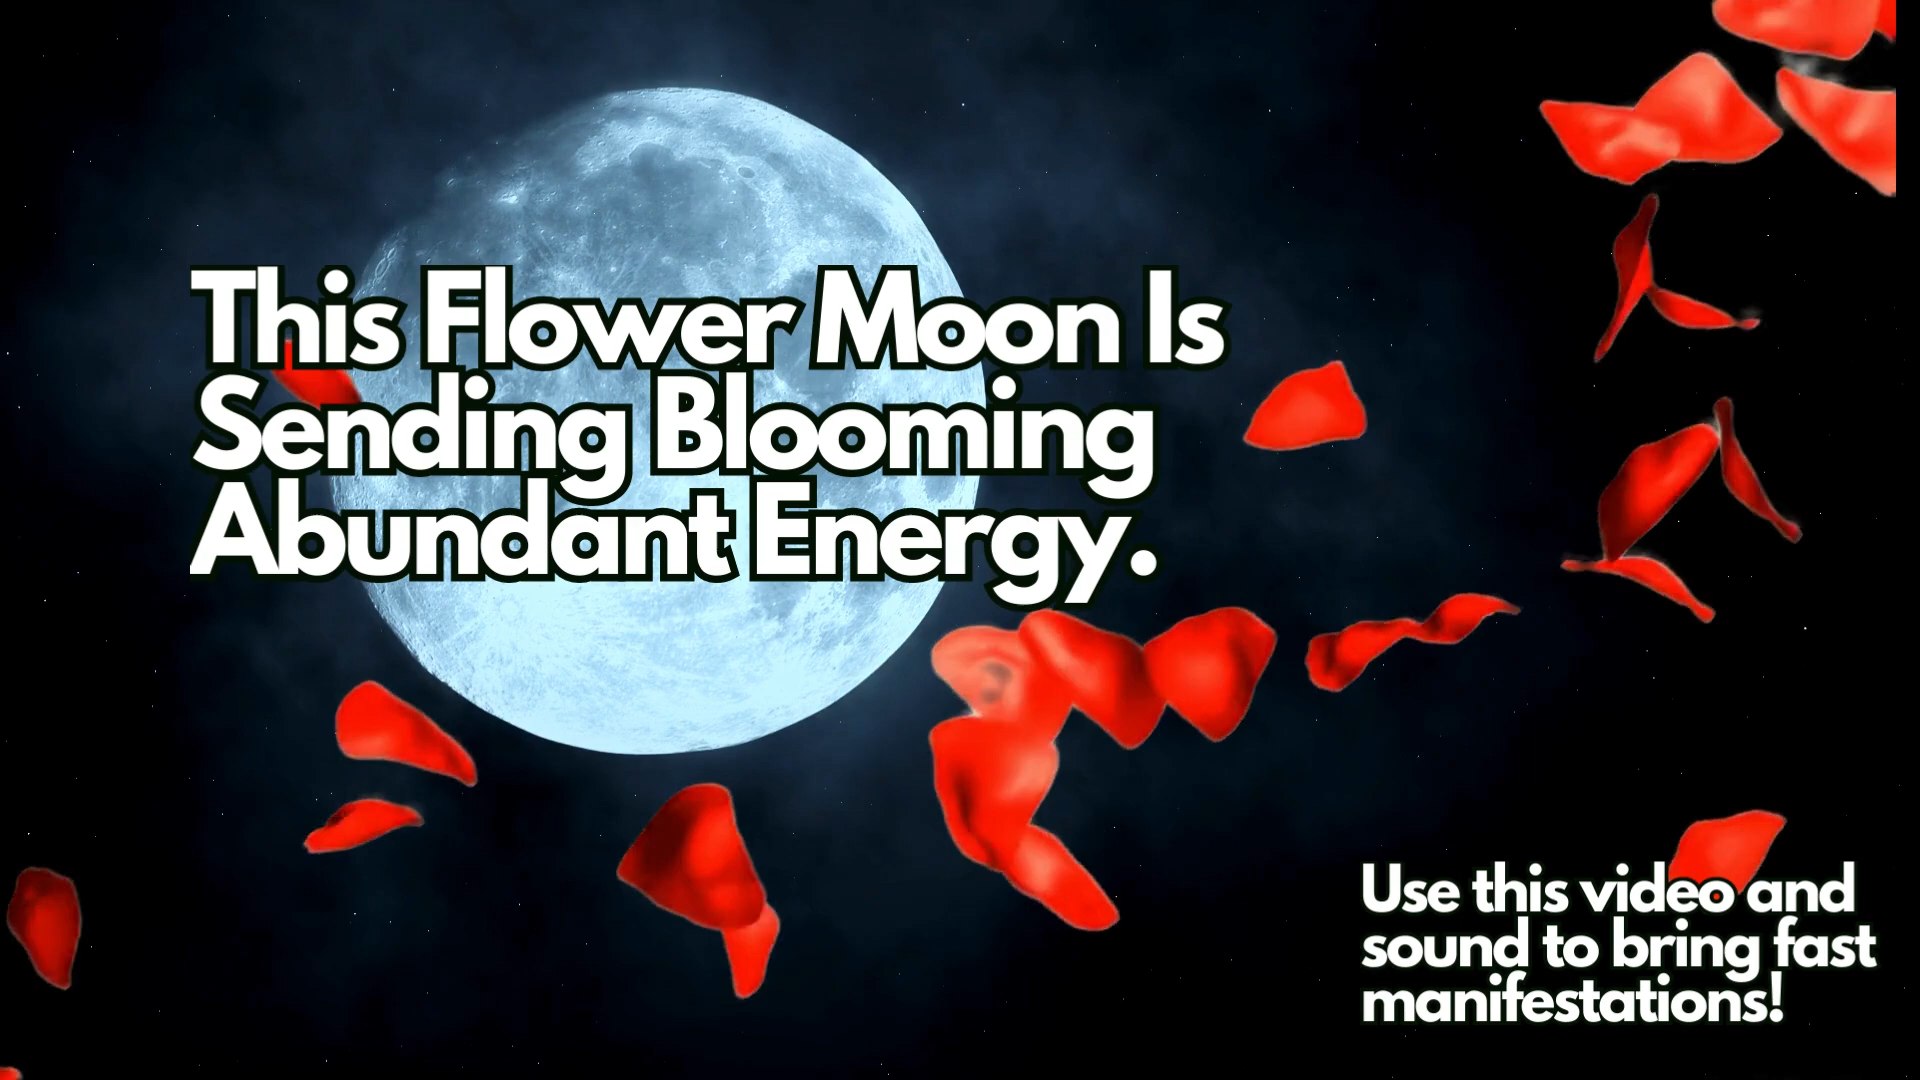 This Flower Moon Is
Sending Blooming
Abundant Energy.
Use this video and
sound to bring fast
manifestations!